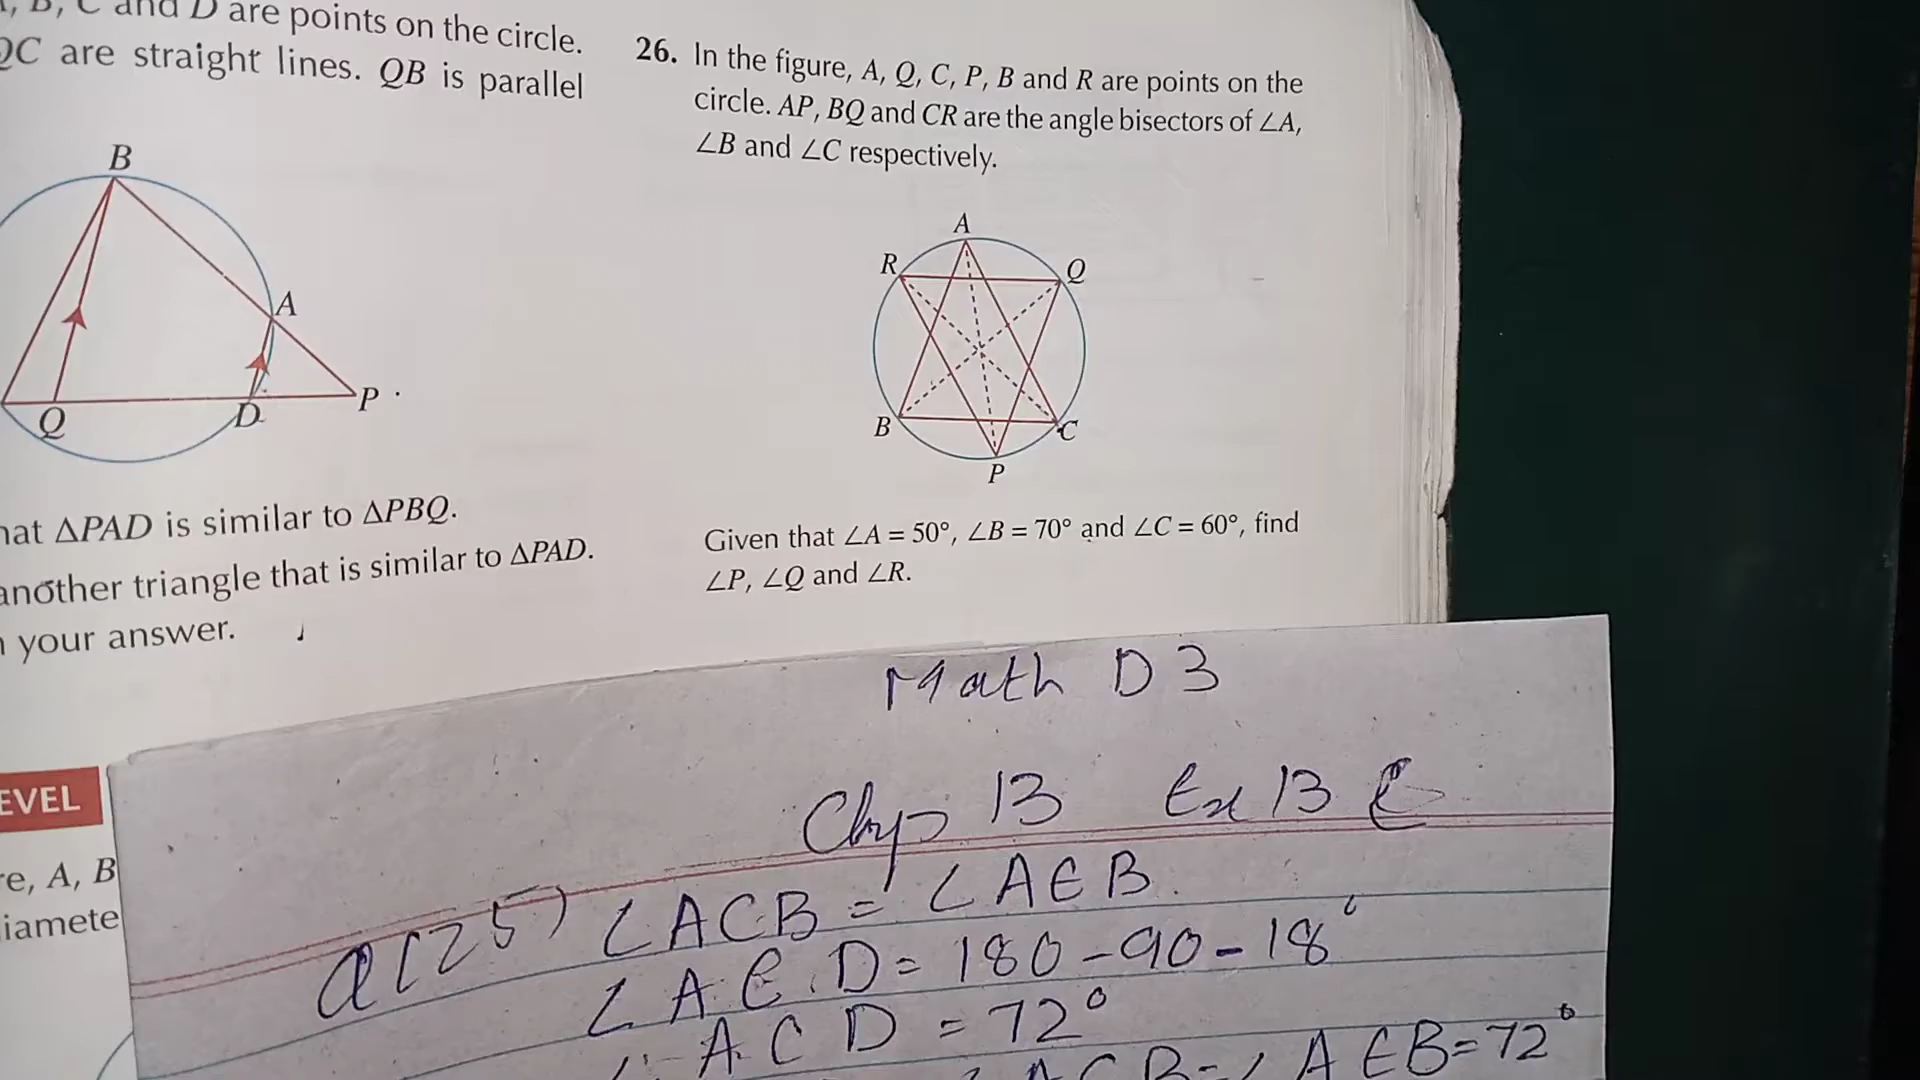 B, C and D are points on the circle.
QC are straight lines. QB is parallel
B
A
P
Q
D
hat ΔPAD is similar to ΔPBQ.
another triangle that is similar to ΔPAD.
your answer.
EVEL
re, A, B
iamete
26. In the figure, A, Q, C, P, B and R are points on the
circle. AP, BQ and CR are the angle bisectors of ∠A,
∠B and ∠C respectively.
A
R
Q
B
C
P
Given that ∠A = 50°, ∠B = 70° and ∠C = 60°, find
∠P, ∠Q and ∠R.
Math D 3
Chp 13 Ex 13 C
Q(25) ∠ACB = ∠AEB
∠AED = 180 - 90 - 18°
ACD = 72°
ACB = ∠AEB = 72°